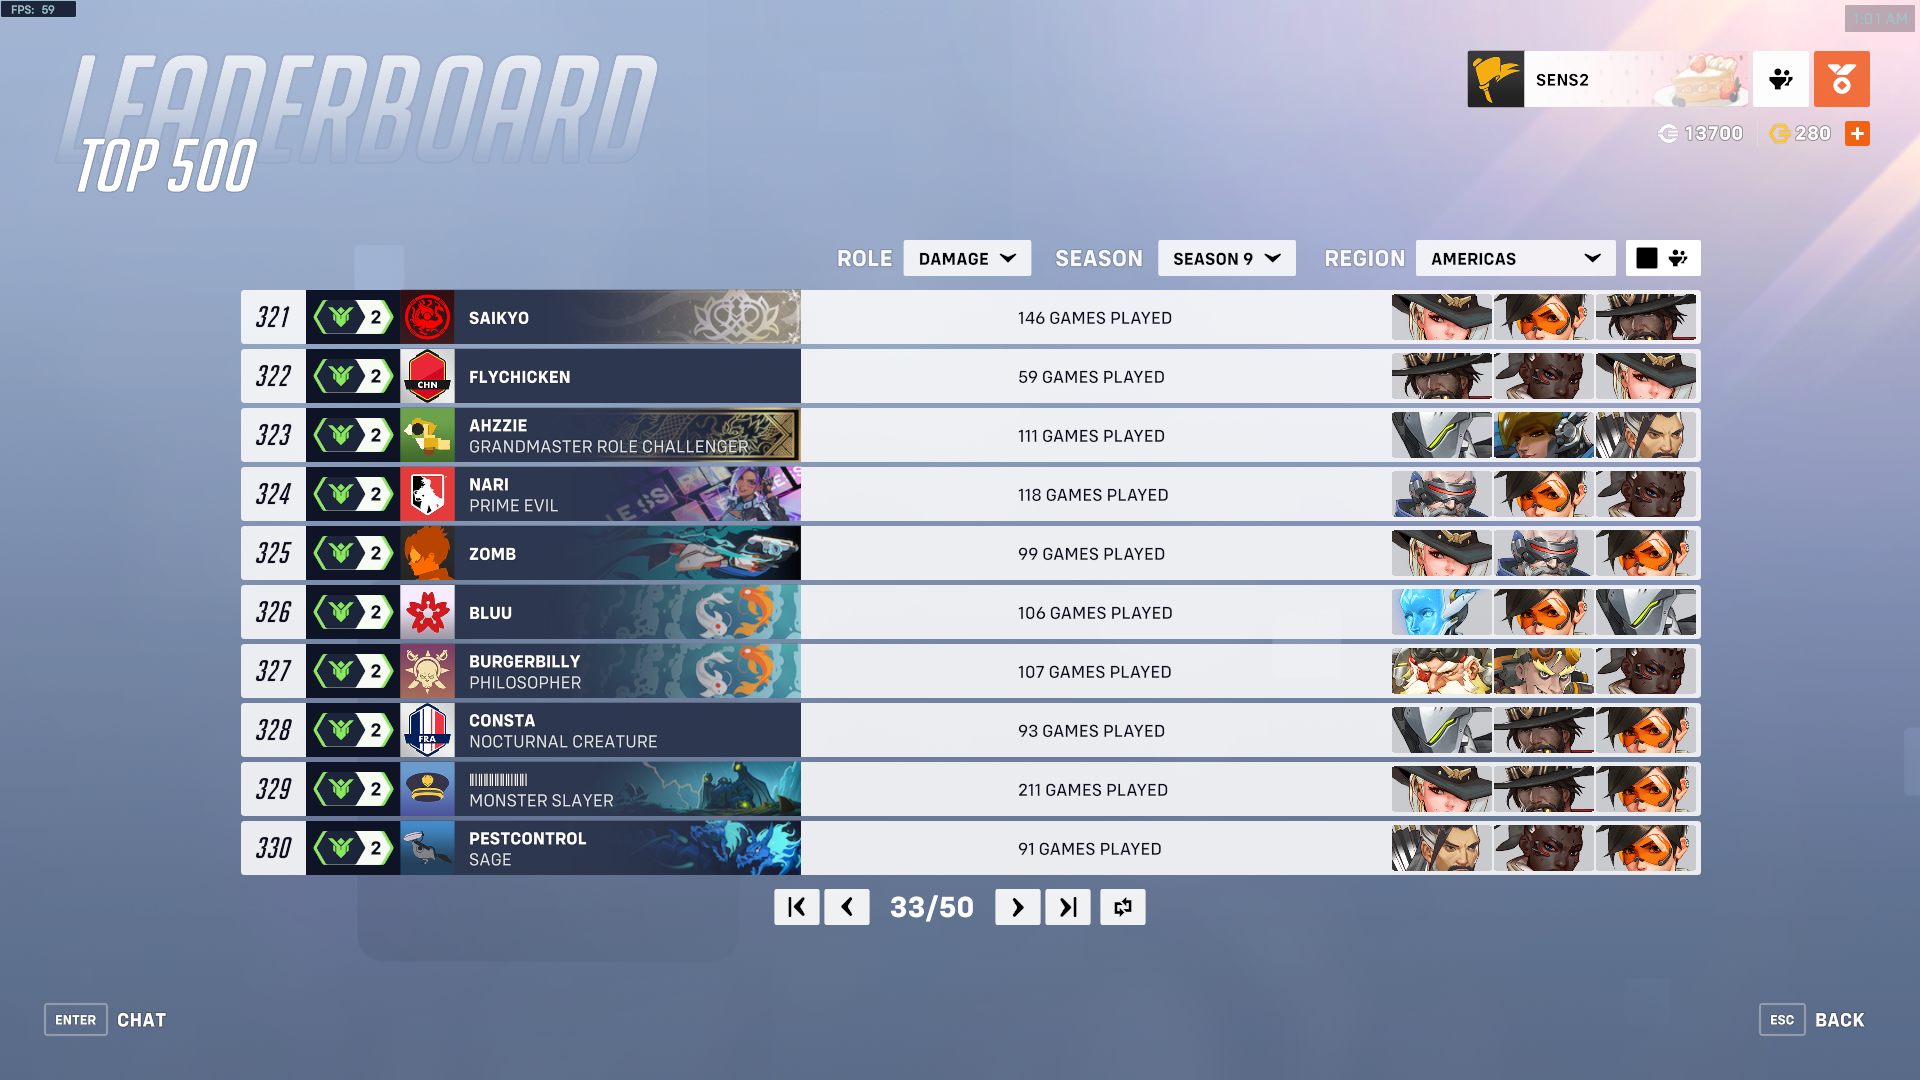 FPS: 59
1:01 AM
LEADERBOARD
TOP 500
SENS2
13700
280
ROLE DAMAGE SEASON SEASON 9 REGION AMERICAS
321 2 SAIKYO 146 GAMES PLAYED
322 2 CHN FLYCHICKEN 59 GAMES PLAYED
323 2 AHZZIE 111 GAMES PLAYED
GRANDMASTER ROLE CHALLENGER
324 2 NARI 118 GAMES PLAYED
PRIME EVIL
325 2 ZOMB 99 GAMES PLAYED
326 2 BLUU 106 GAMES PLAYED
327 2 BURGERBILLY 107 GAMES PLAYED
PHILOSOPHER
328 2 FRA CONSTA 93 GAMES PLAYED
NOCTURNAL CREATURE
329 2 211 GAMES PLAYED
MONSTER SLAYER
330 2 PESTCONTROL 91 GAMES PLAYED
SAGE
33/50
ENTER CHAT
ESC BACK